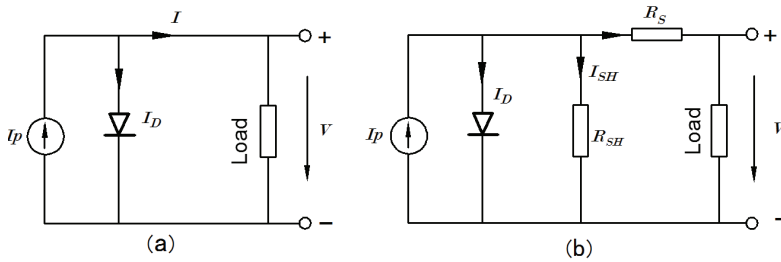 I
+
Ip
I_D
Load
V
−
(a)
R_S
+
I_SH
I_D
Ip
R_SH
Load
V
−
(b)